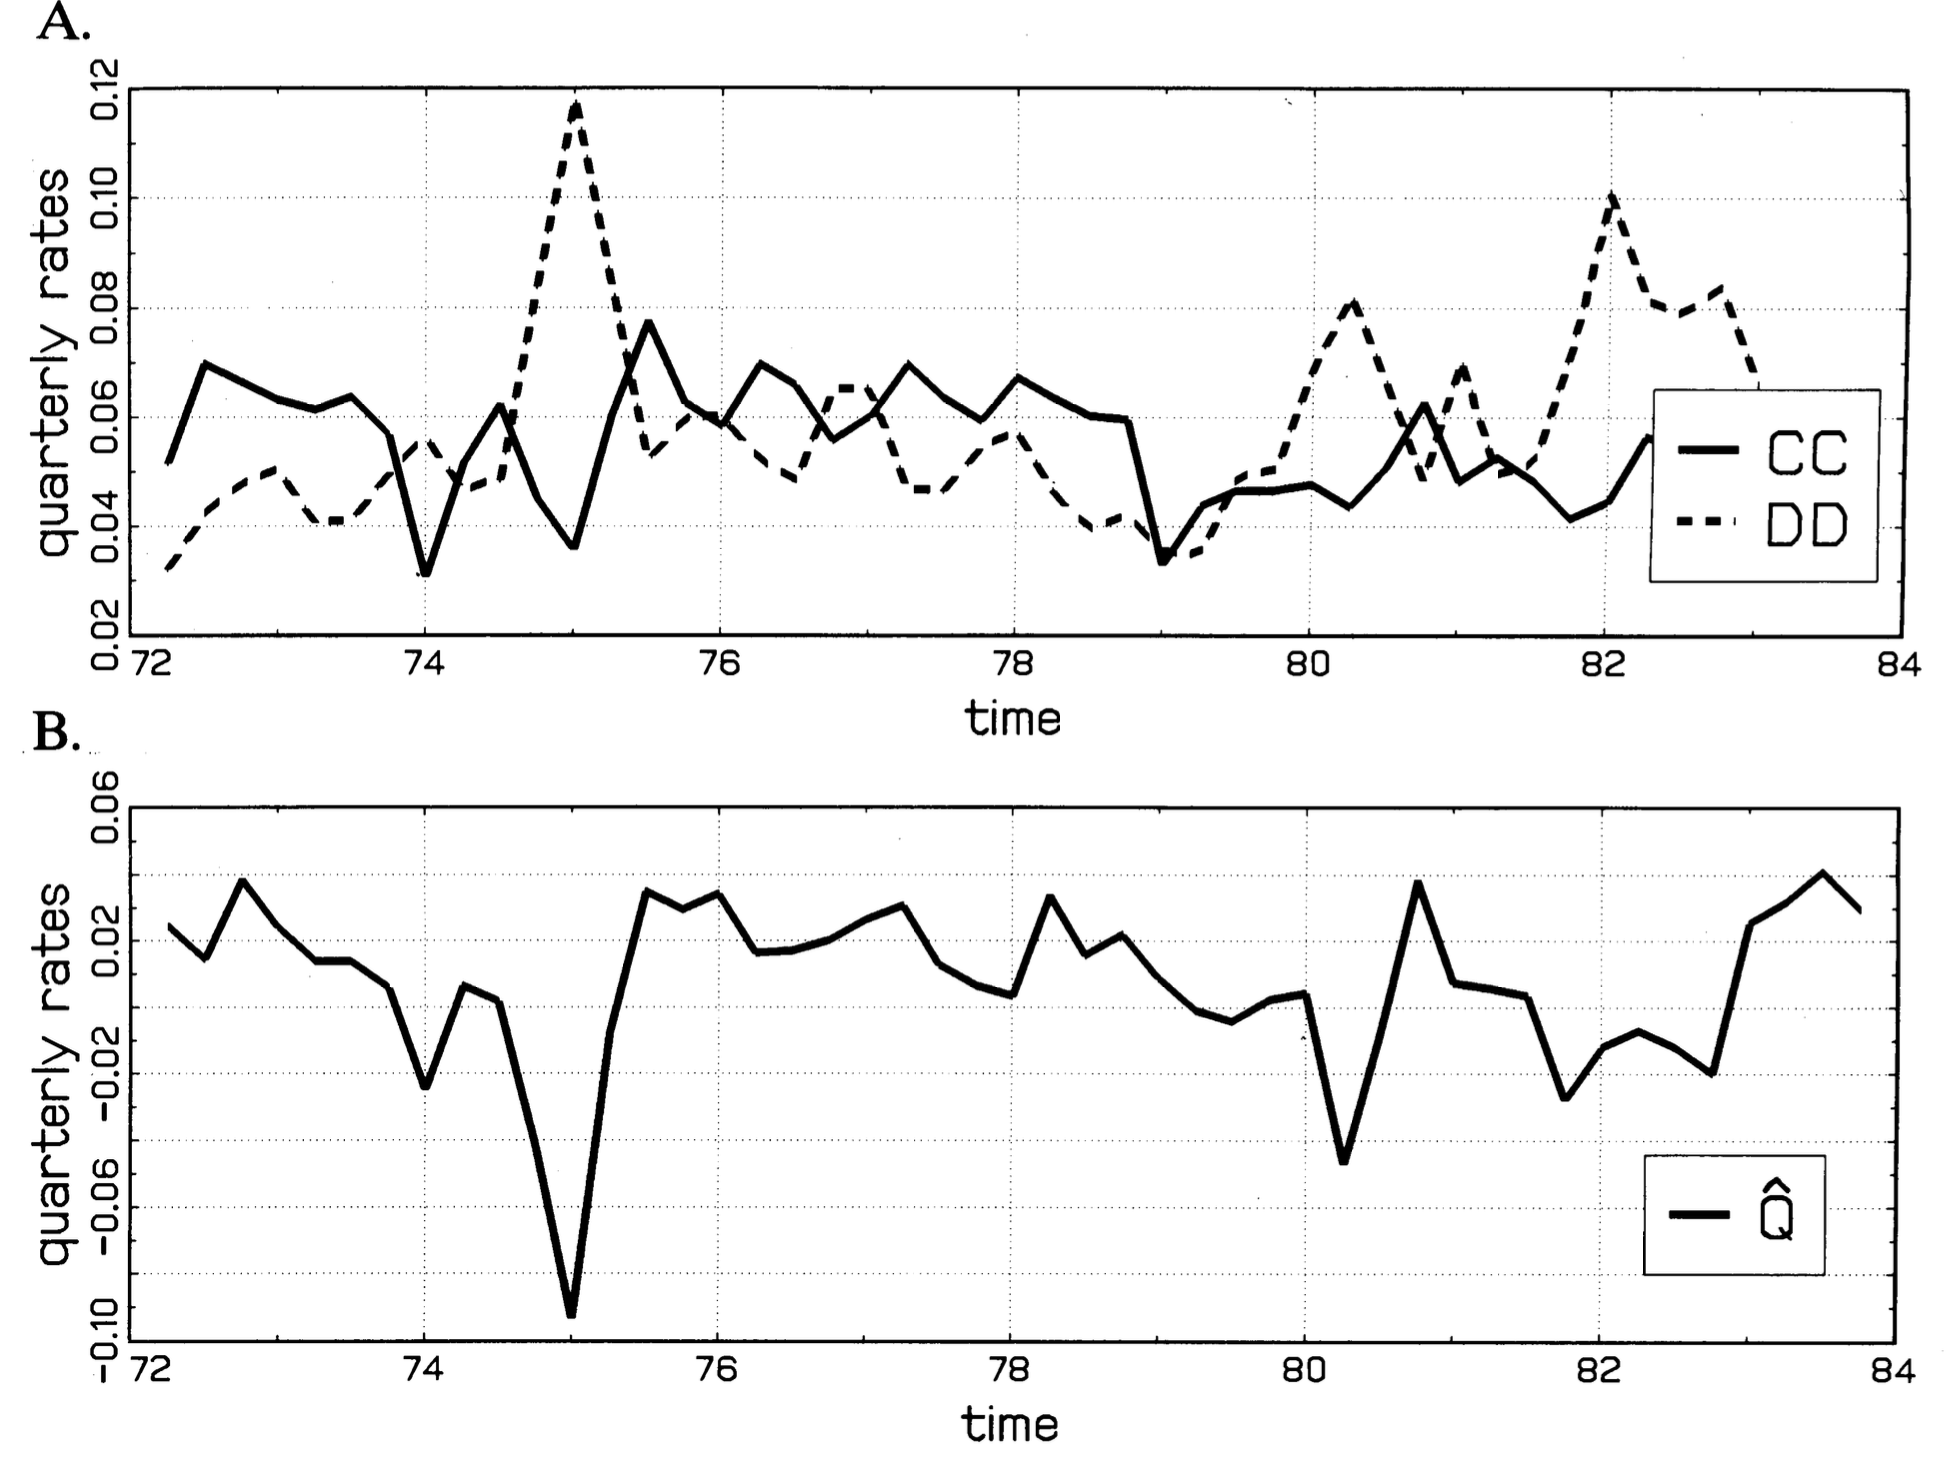 A.
quarterly rates
0.12
0.10
0.08
0.06
0.04
0.02
72 74 76 78 80 82 84
time
CC
DD
B.
quarterly rates
0.06
0.02
-0.02
-0.06
-0.10
72 74 76 78 80 82 84
time
Q̂